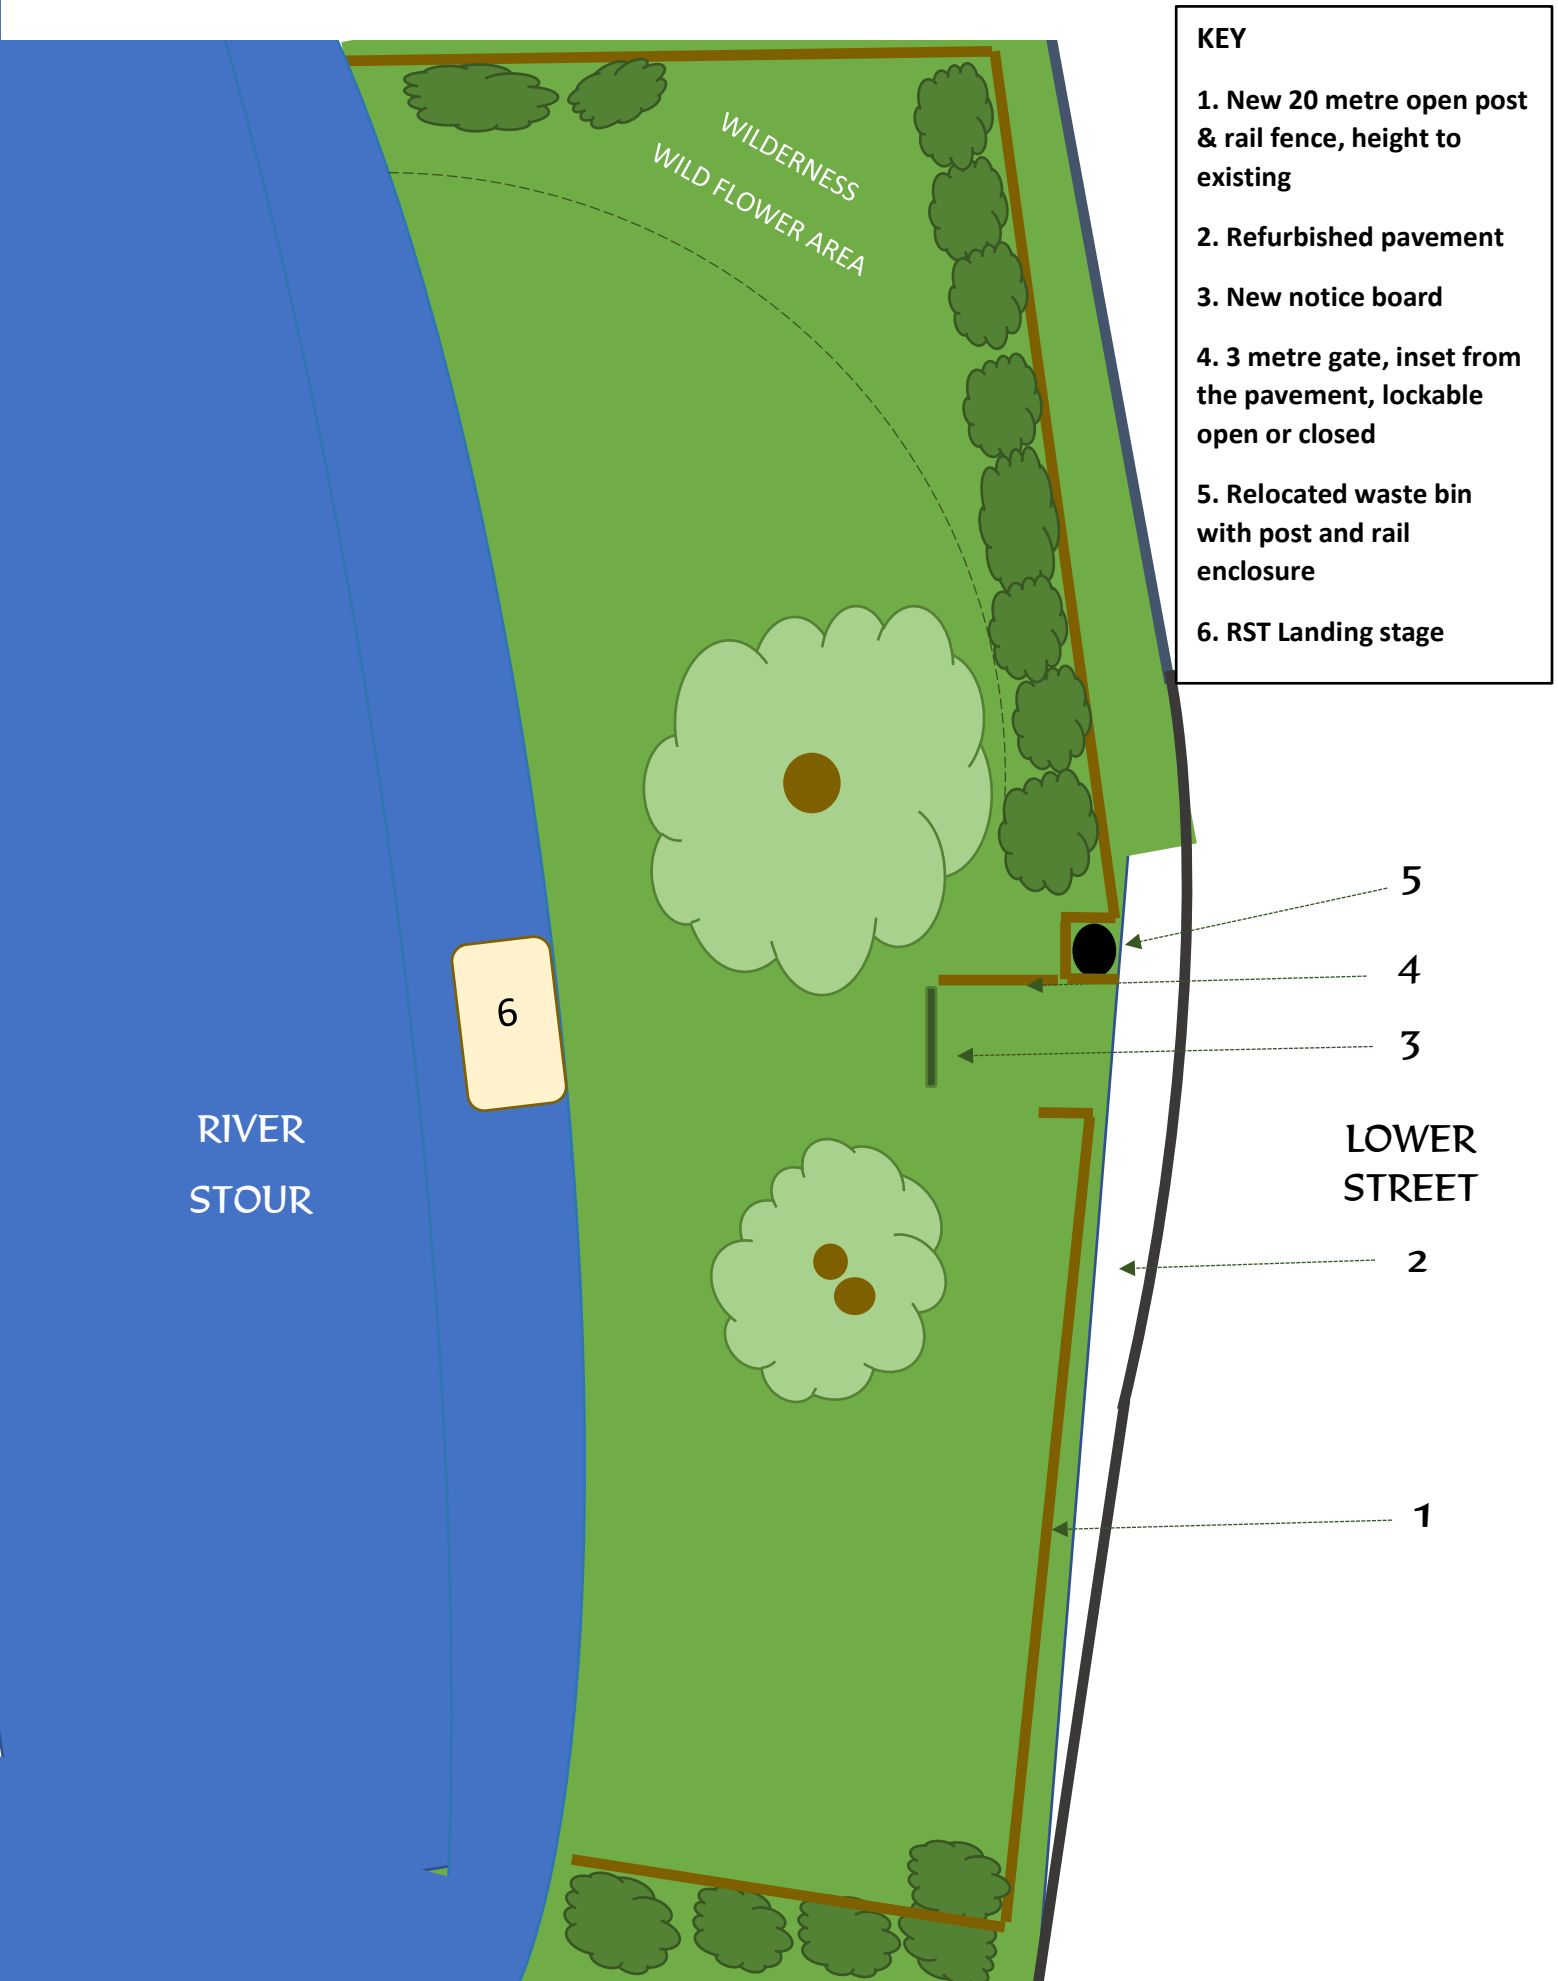 KEY
1. New 20 metre open post
& rail fence, height to
existing
2. Refurbished pavement
3. New notice board
4. 3 metre gate, inset from
the pavement, lockable
open or closed
5. Relocated waste bin
with post and rail
enclosure
6. RST Landing stage
WILDERNESS
WILD FLOWER AREA
5
4
6
3
RIVER
STOUR
LOWER
STREET
2
1